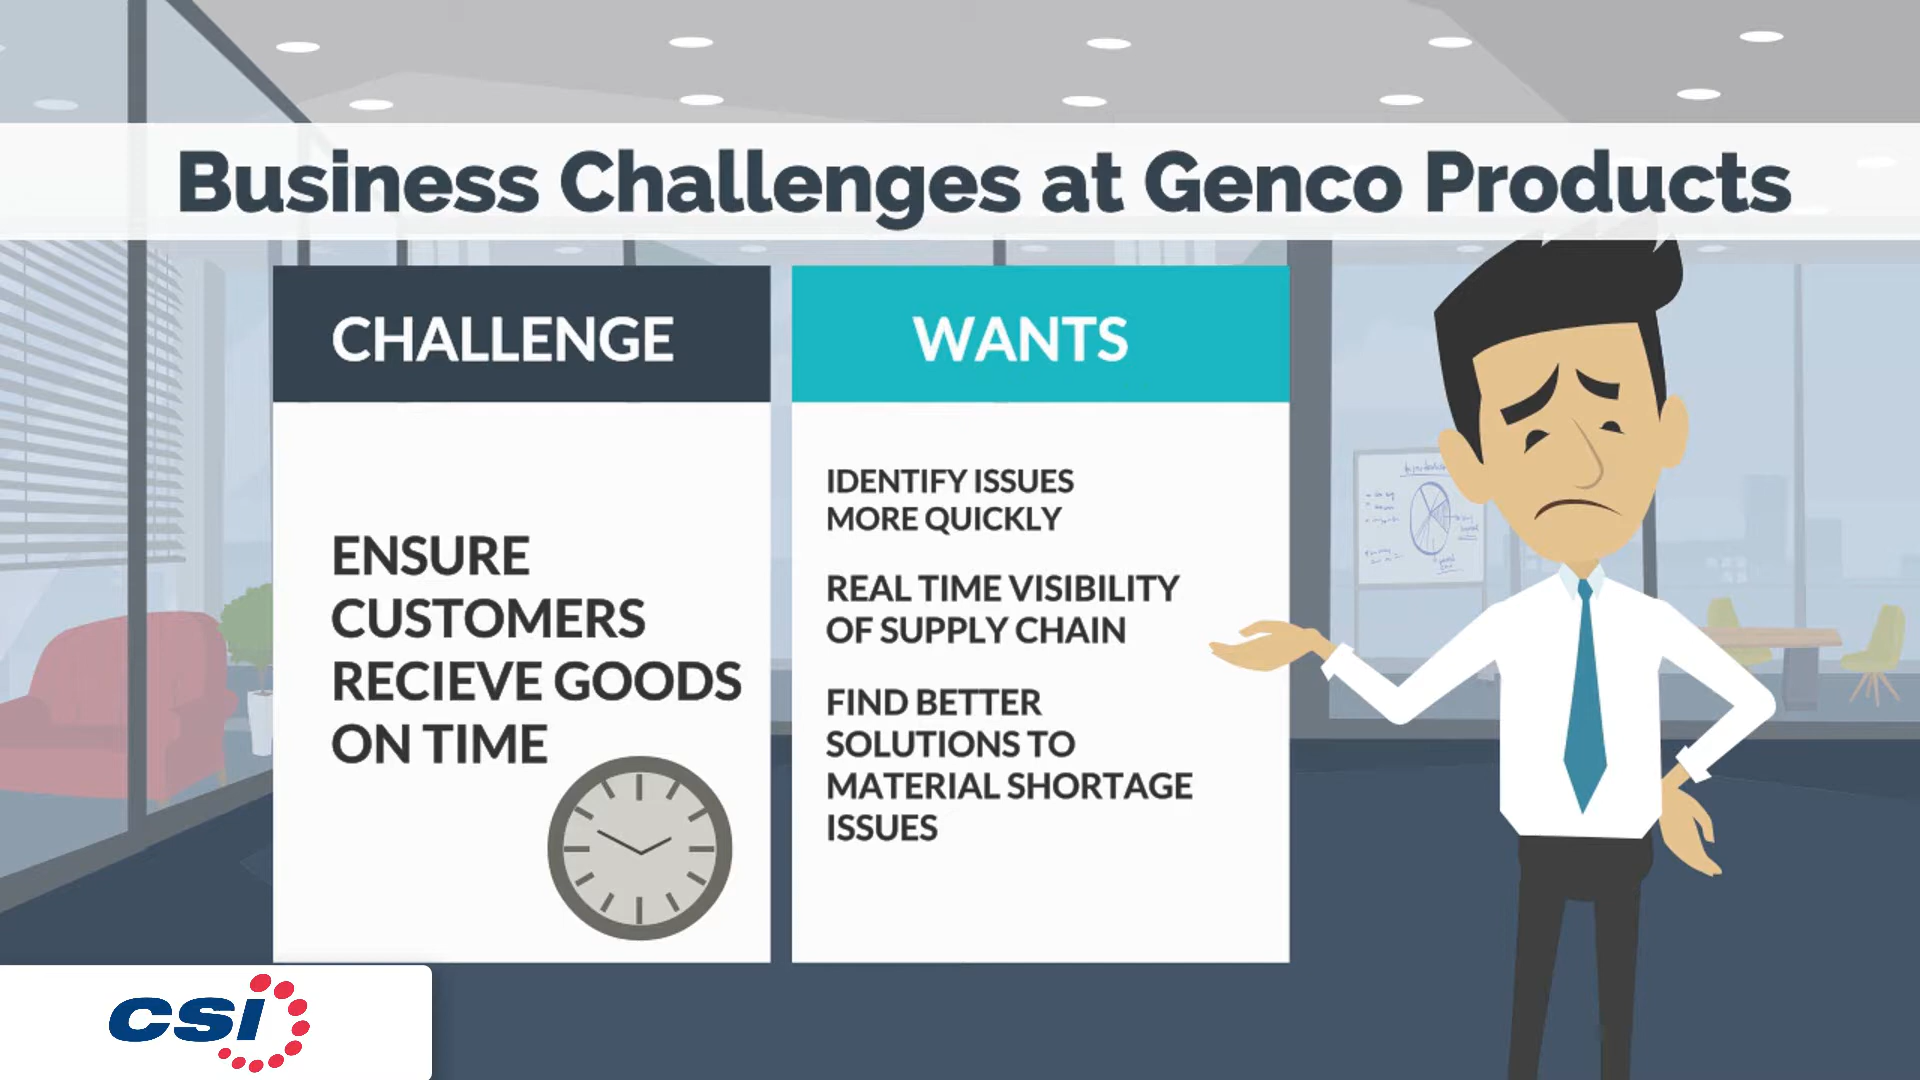 Business Challenges at Genco Products
CHALLENGE
ENSURE
CUSTOMERS
RECIEVE GOODS
ON TIME
WANTS
IDENTIFY ISSUES
MORE QUICKLY
REAL TIME VISIBILITY
OF SUPPLY CHAIN
FIND BETTER
SOLUTIONS TO
MATERIAL SHORTAGE
ISSUES
CSI